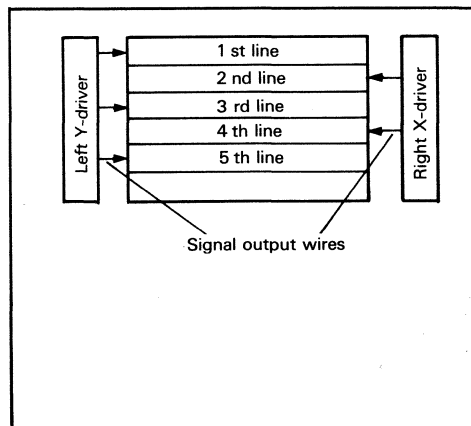 Left Y-driver
1 st line
2 nd line
3 rd line
4 th line
5 th line
Right X-driver
Signal output wires